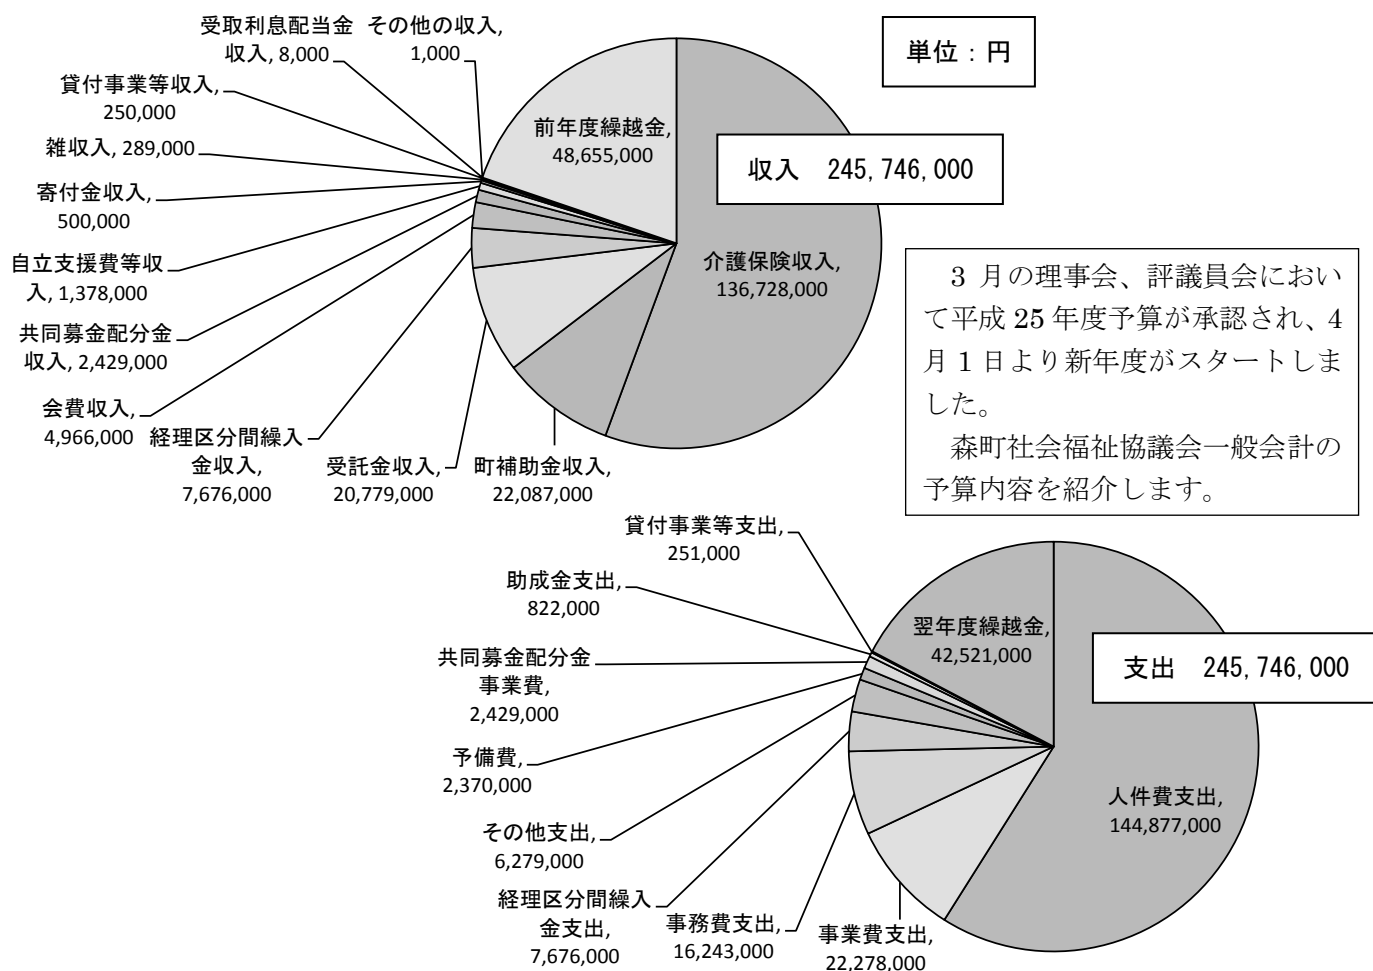 単位：円
収入 245,746,000
受取利息配当金
収入, 8,000
その他の収入,
1,000
貸付事業等収入,
250,000
雑収入, 289,000
寄付金収入,
500,000
自立支援費等収
入, 1,378,000
共同募金配分金
収入, 2,429,000
会費収入,
4,966,000
経理区分間繰入
金収入,
7,676,000
受託金収入,
20,779,000
町補助金収入,
22,087,000
前年度繰越金,
48,655,000
介護保険収入,
136,728,000
3 月の理事会、評議員会におい
て平成 25 年度予算が承認され、4
月 1 日より新年度がスタートしま
した。
森町社会福祉協議会一般会計の
予算内容を紹介します。
支出 245,746,000
貸付事業等支出,
251,000
助成金支出,
822,000
共同募金配分金
事業費,
2,429,000
予備費,
2,370,000
その他支出,
6,279,000
経理区分間繰入
金支出,
7,676,000
事務費支出,
16,243,000
事業費支出,
22,278,000
翌年度繰越金,
42,521,000
人件費支出,
144,877,000